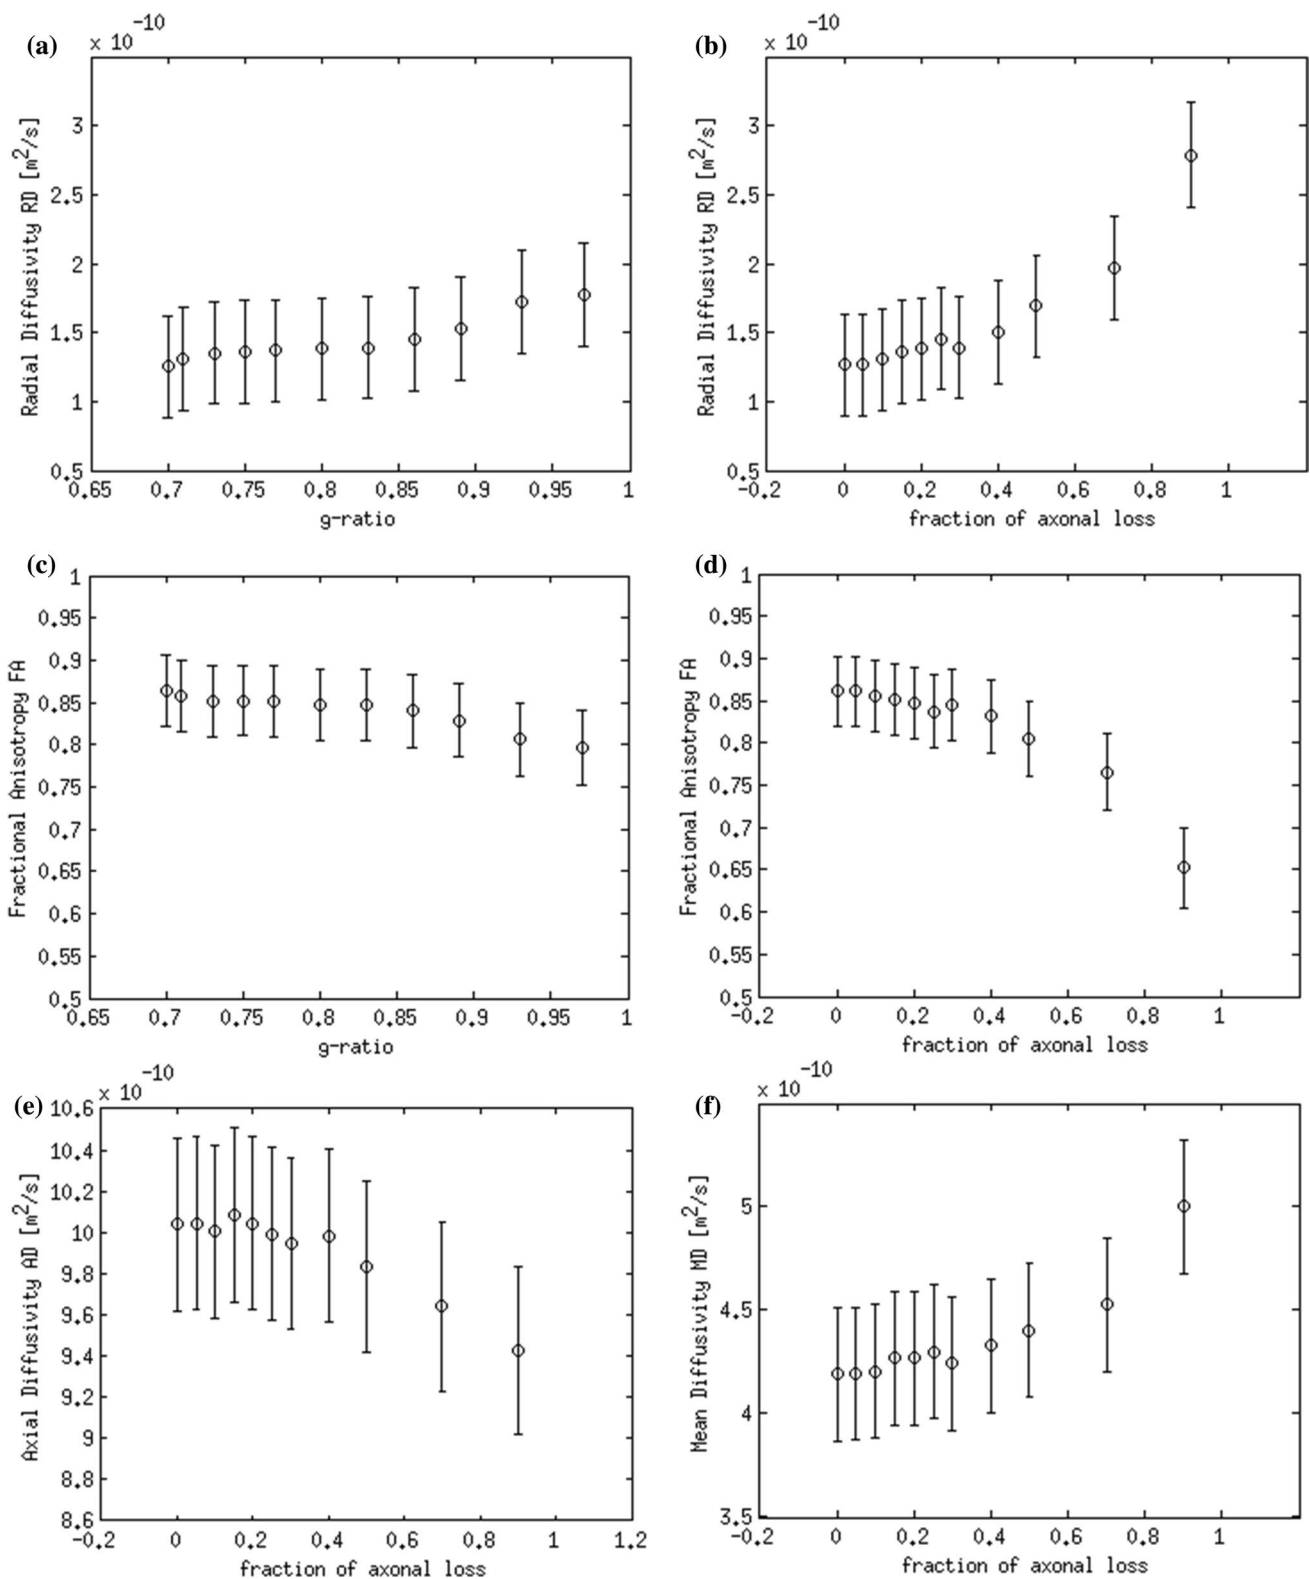 (a)
x 10 -10
Radial Diffusivity RD [m2/s]
3
2.5
2
1.5
1
0.5
0.65 0.7 0.75 0.8 0.85 0.9 0.95 1
g-ratio
(b)
x 10 -10
Radial Diffusivity RD [m2/s]
3
2.5
2
1.5
1
0.5
-0.2 0 0.2 0.4 0.6 0.8 1
fraction of axonal loss
(c)
Fractional Anisotropy FA
1
0.95
0.9
0.85
0.8
0.75
0.7
0.65
0.6
0.55
0.5
0.65 0.7 0.75 0.8 0.85 0.9 0.95 1
g-ratio
(d)
Fractional Anisotropy FA
1
0.95
0.9
0.85
0.8
0.75
0.7
0.65
0.6
0.55
0.5
-0.2 0 0.2 0.4 0.6 0.8 1
fraction of axonal loss
(e)
x 10 -10
Axial Diffusivity AD [m2/s]
10.6
10.4
10.2
10
9.8
9.6
9.4
9.2
9
8.8
8.6
-0.2 0 0.2 0.4 0.6 0.8 1 1.2
fraction of axonal loss
(f)
x 10 -10
Mean Diffusivity MD [m2/s]
5
4.5
4
3.5
-0.2 0 0.2 0.4 0.6 0.8 1
fraction of axonal loss